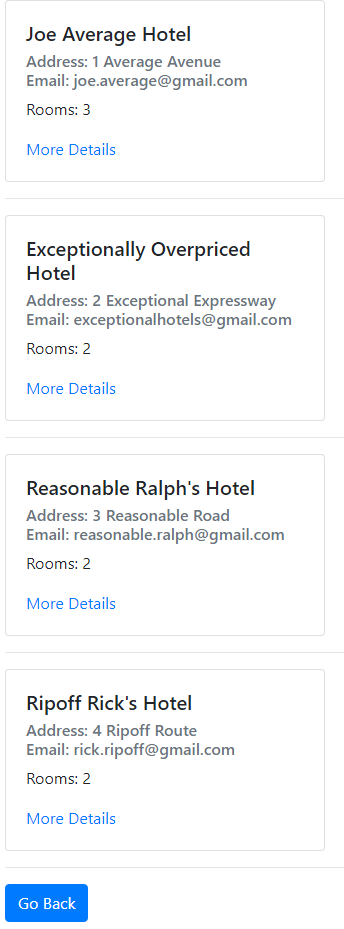 Joe Average Hotel
Address: 1 Average Avenue
Email: joe.average@gmail.com
Rooms: 3
More Details
Exceptionally Overpriced
Hotel
Address: 2 Exceptional Expressway
Email: exceptionalhotels@gmail.com
Rooms: 2
More Details
Reasonable Ralph's Hotel
Address: 3 Reasonable Road
Email: reasonable.ralph@gmail.com
Rooms: 2
More Details
Ripoff Rick's Hotel
Address: 4 Ripoff Route
Email: rick.ripoff@gmail.com
Rooms: 2
More Details
Go Back